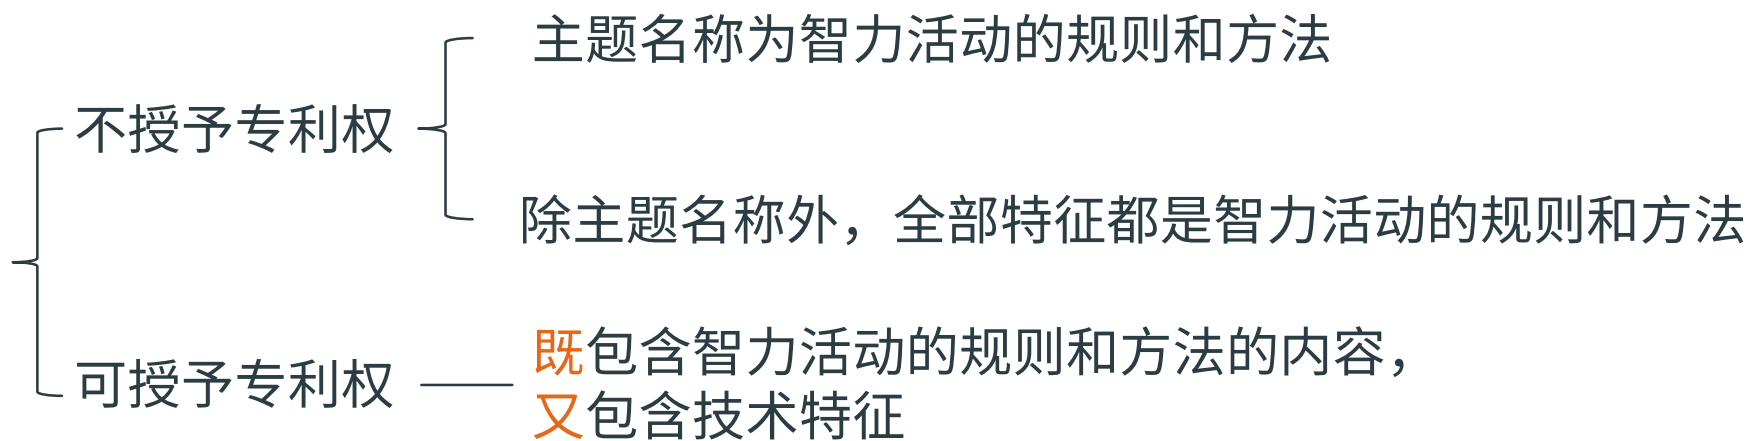 主题名称为智力活动的规则和方法
不授予专利权
除主题名称外，全部特征都是智力活动的规则和方法
可授予专利权
既包含智力活动的规则和方法的内容，
又包含技术特征